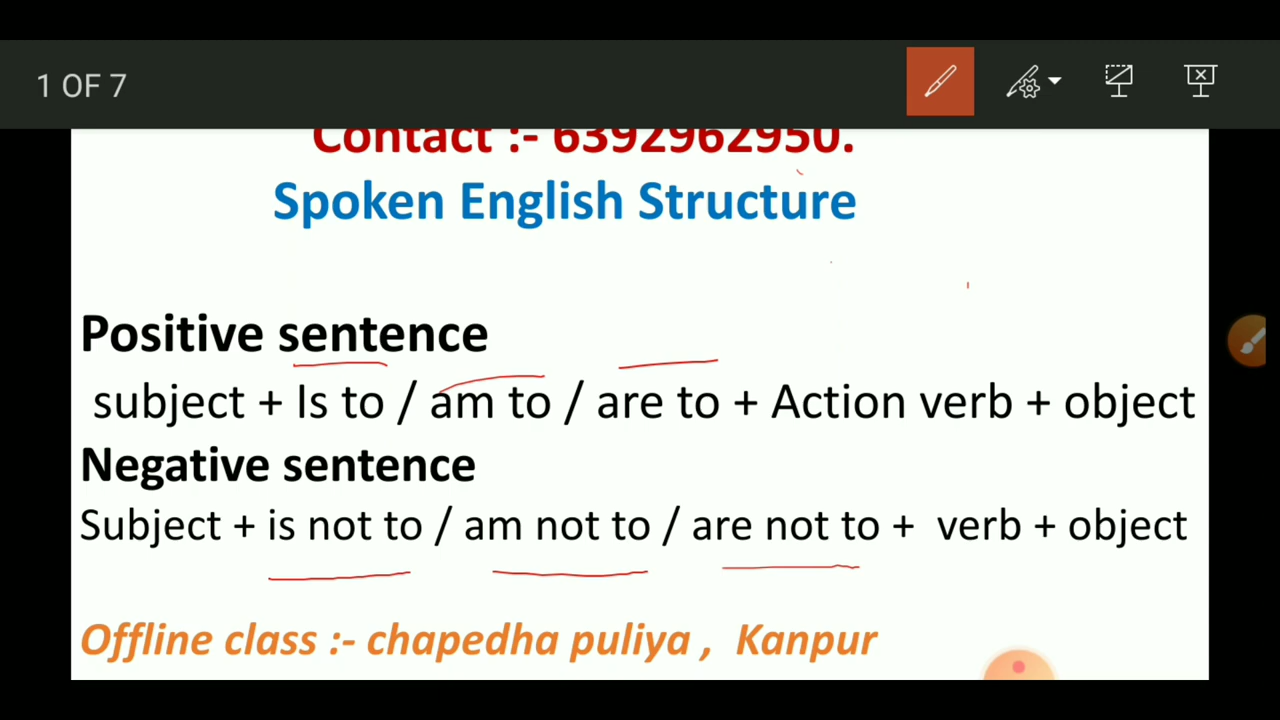 1 OF 7
Contact :- 6392962950.
Spoken English Structure
Positive sentence
subject + Is to / am to / are to + Action verb + object
Negative sentence
Subject + is not to / am not to / are not to + verb + object
Offline class :- chapedha puliya , Kanpur